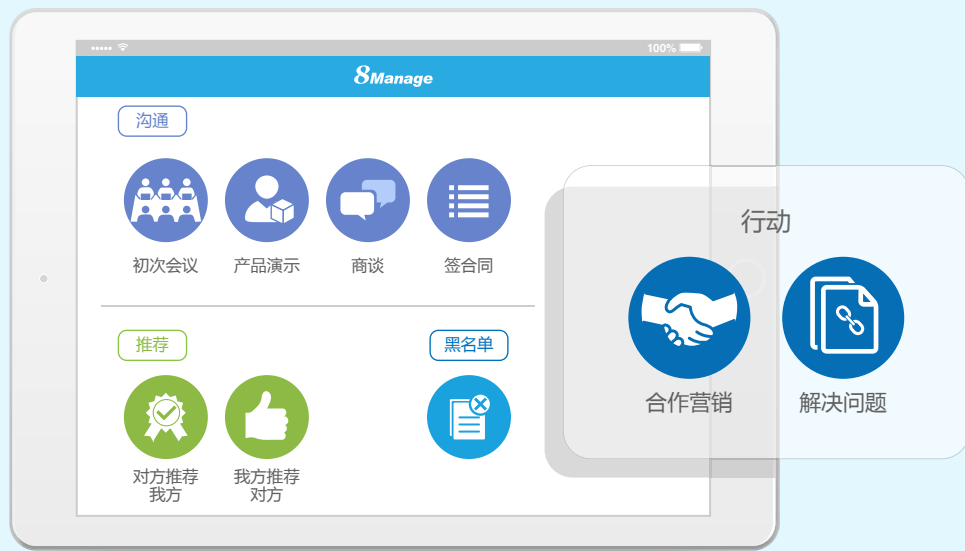 100%
8Manage
沟通
初次会议 产品演示 商谈 签合同
行动
合作营销 解决问题
推荐 黑名单
对方推荐 我方推荐
我方 对方